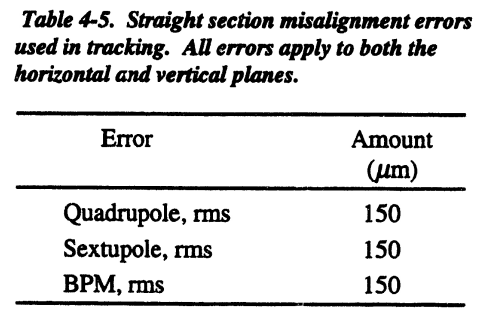 Table 4-5. Straight section misalignment errors
used in tracking. All errors apply to both the
horizontal and vertical planes.
Error Amount
(μm)
Quadrupole, rms 150
Sextupole, rms 150
BPM, rms 150